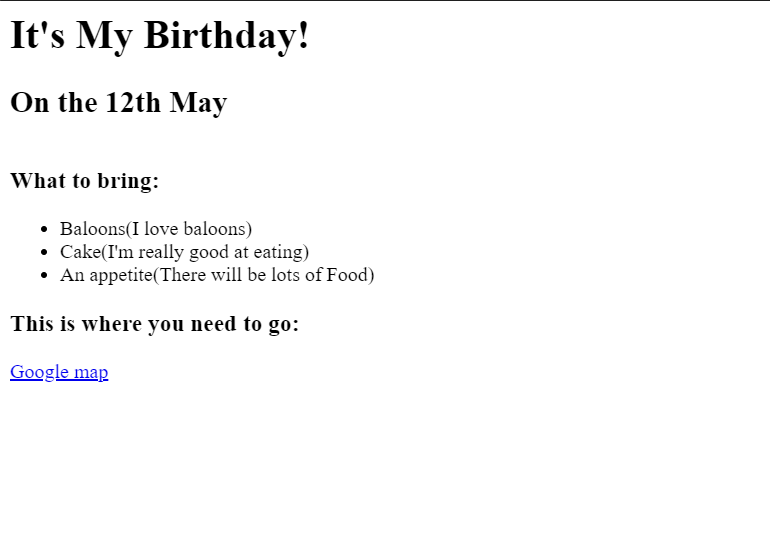 It's My Birthday!
On the 12th May
What to bring:
Baloons(I love baloons)
Cake(I'm really good at eating)
An appetite(There will be lots of Food)
This is where you need to go:
Google map